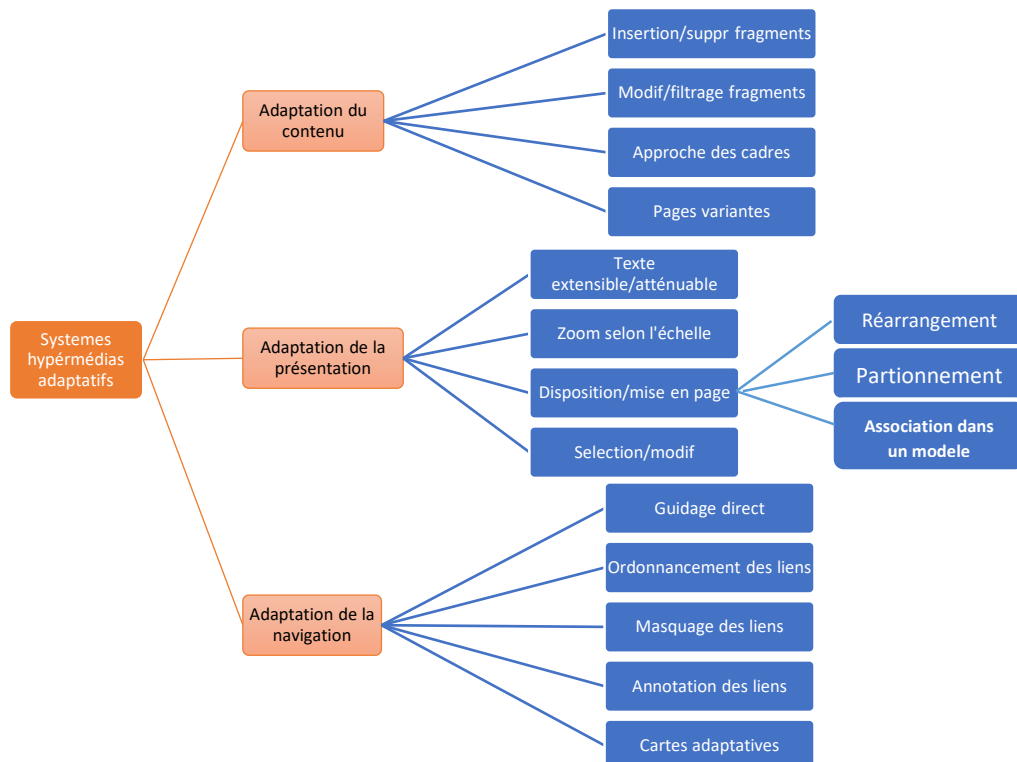 Systemes
hypérmédias
adaptatifs
Adaptation du
contenu
Insertion/suppr fragments
Modif/filtrage fragments
Approche des cadres
Pages variantes
Adaptation de la
présentation
Texte
extensible/atténuable
Zoom selon l'échelle
Disposition/mise en page
Réarrangement
Partionnement
Association dans
un modele
Selection/modif
Adaptation de la
navigation
Guidage direct
Ordonnancement des liens
Masquage des liens
Annotation des liens
Cartes adaptatives